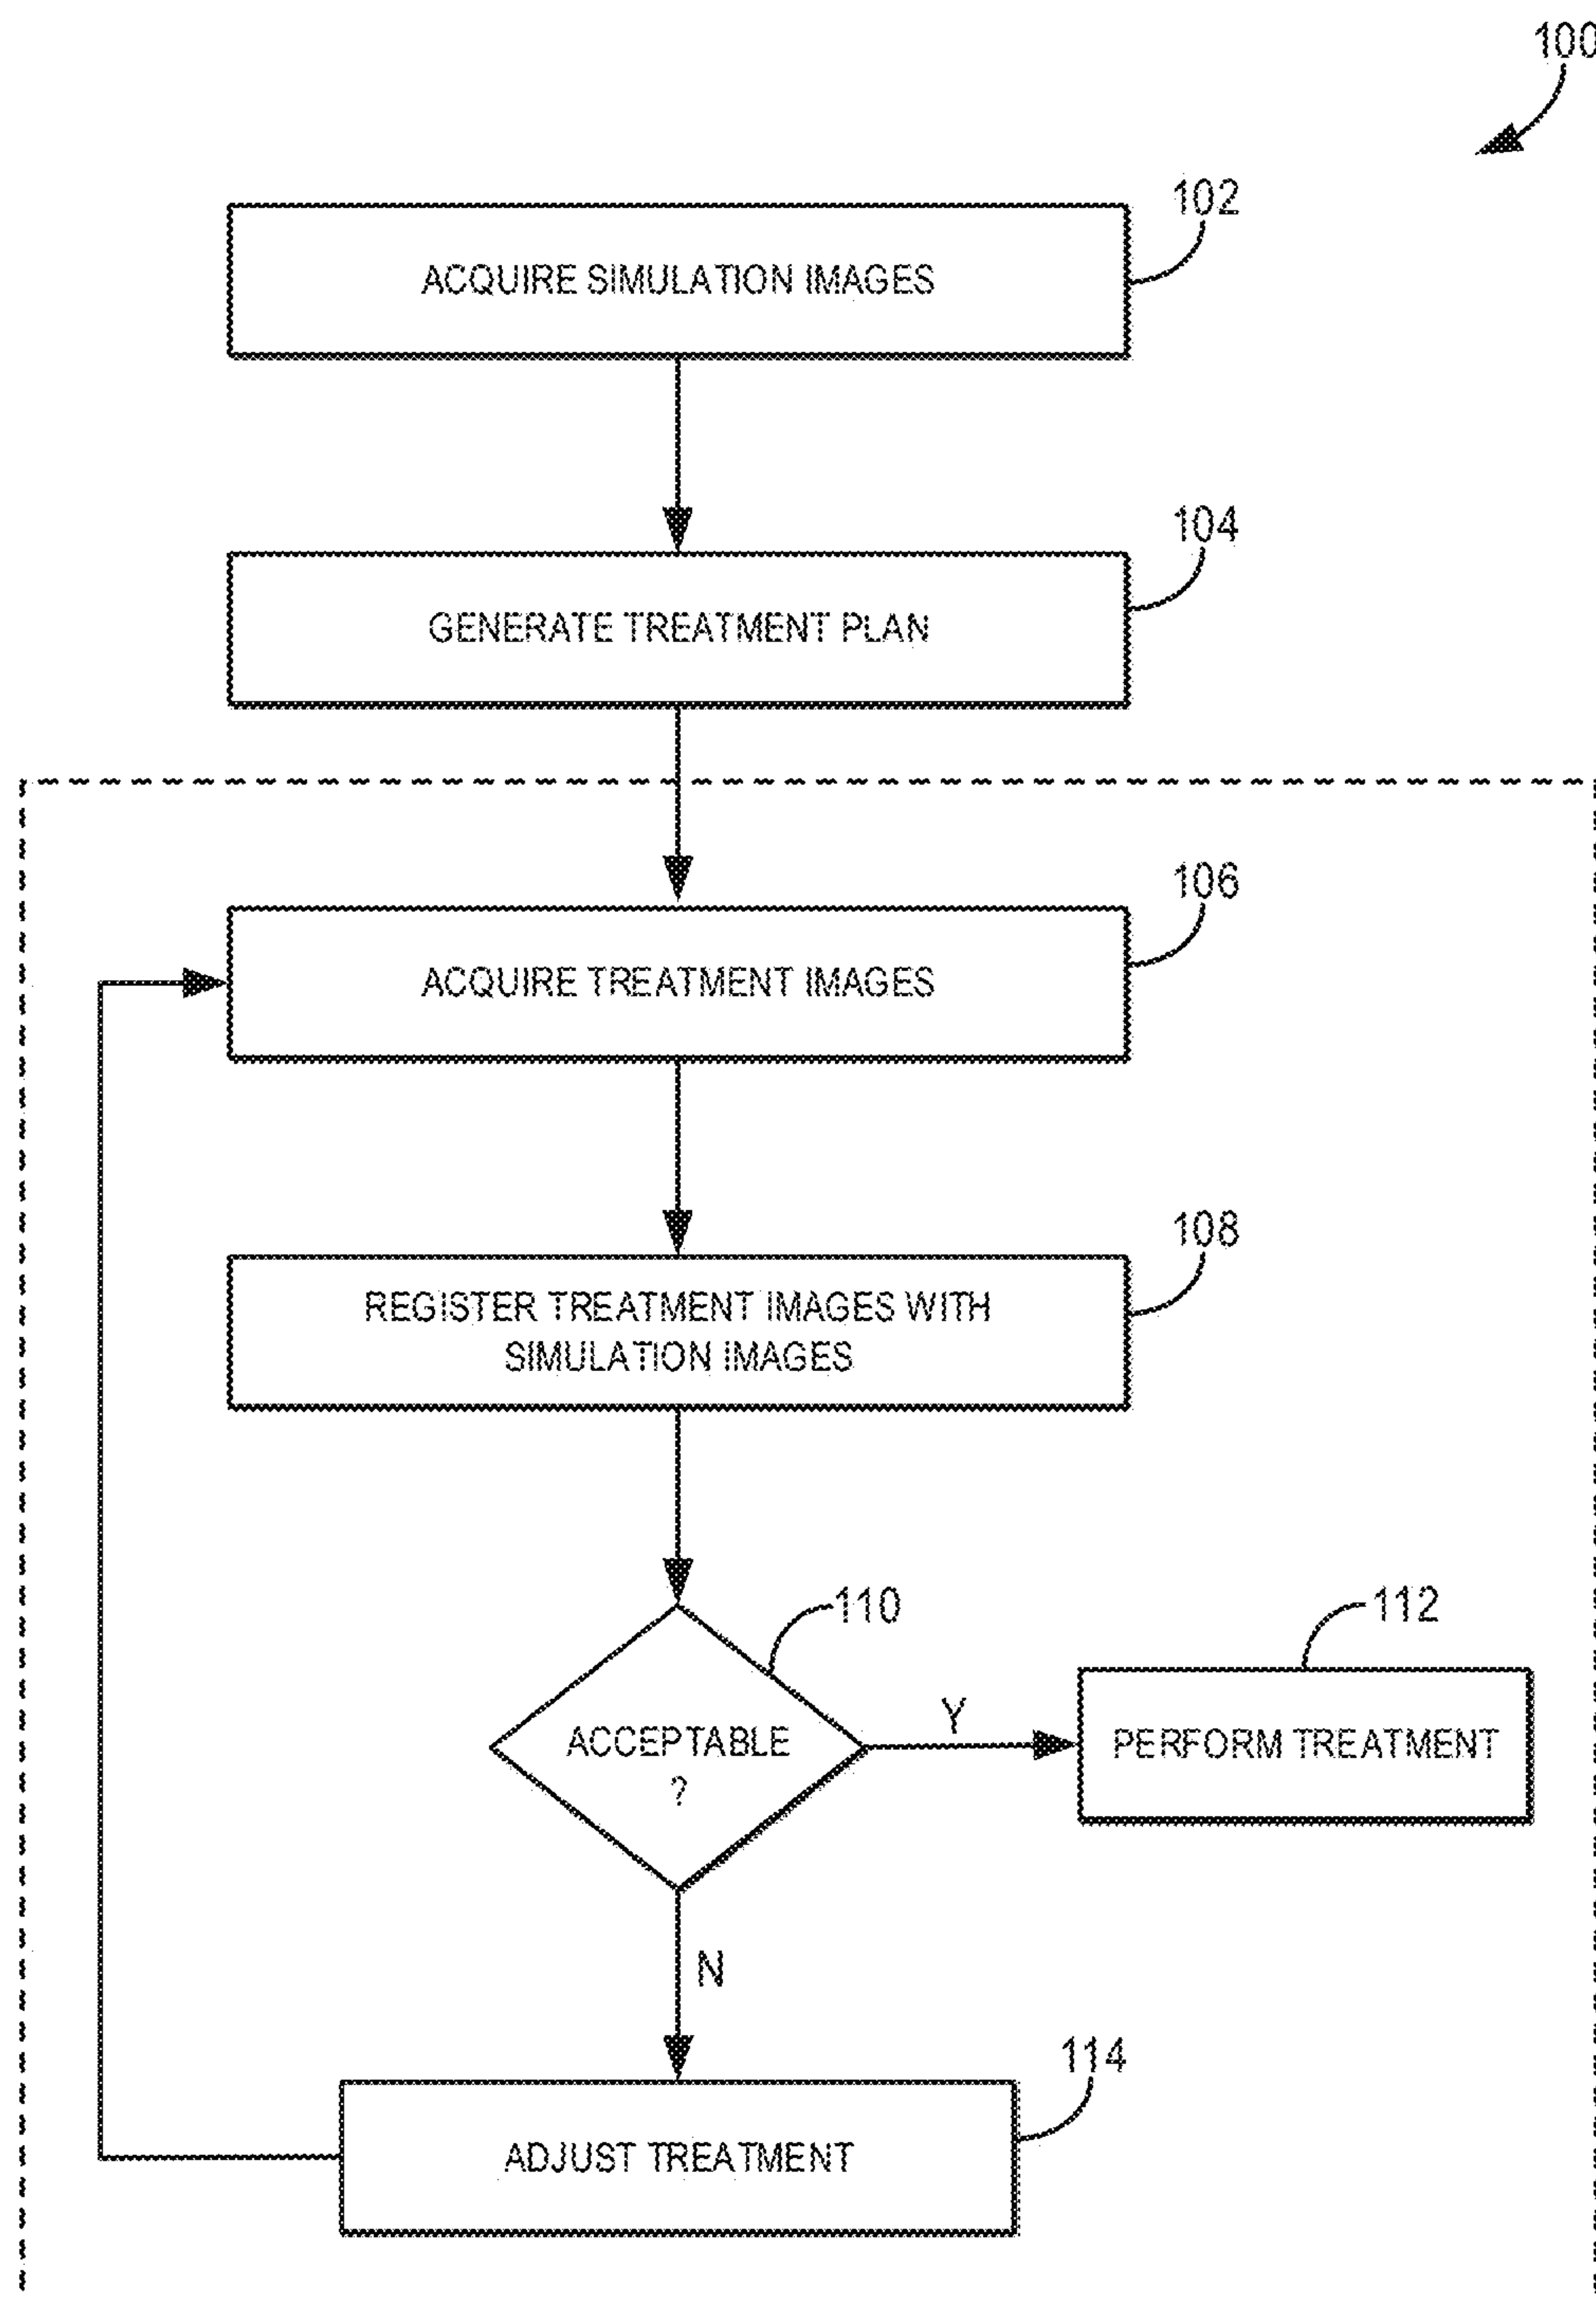 100
102
ACQUIRE SIMULATION IMAGES
104
GENERATE TREATMENT PLAN
106
ACQUIRE TREATMENT IMAGES
108
REGISTER TREATMENT IMAGES WITH
SIMULATION IMAGES
110
112
ACCEPTABLE
?
Y
PERFORM TREATMENT
N
114
ADJUST TREATMENT